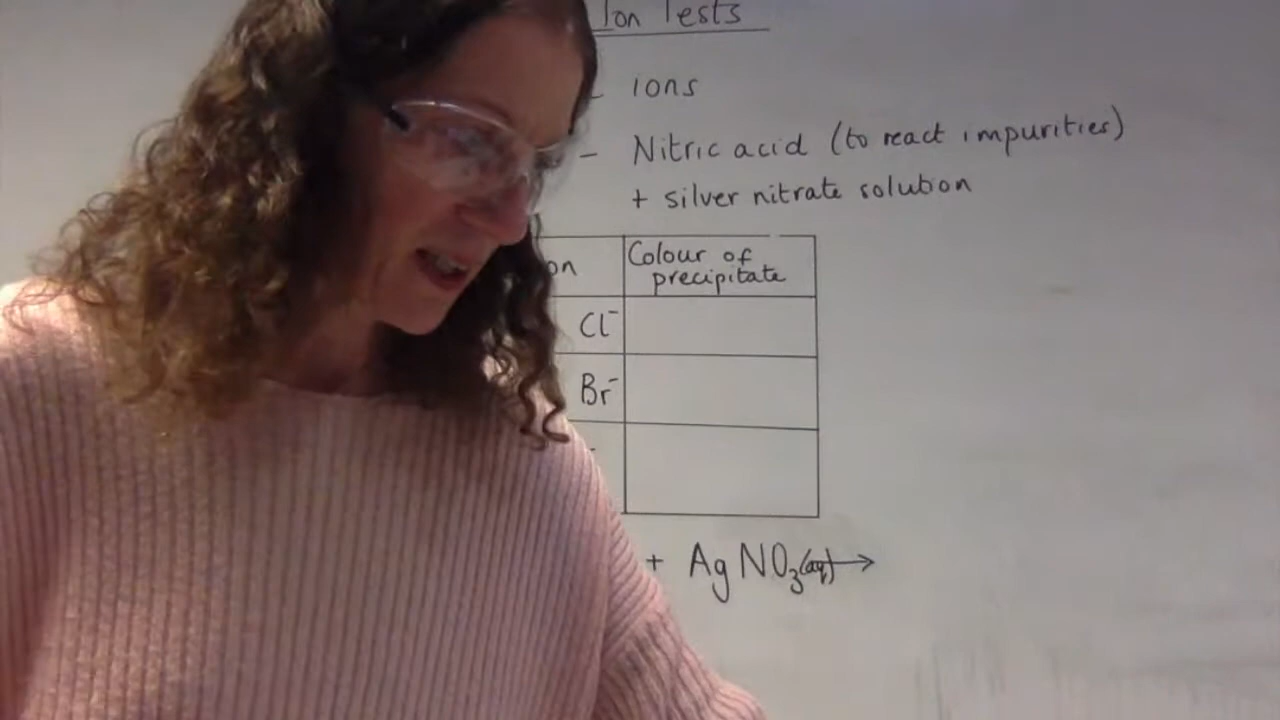 Ion Tests
- ions
- Nitric acid (to react impurities)
+ silver nitrate solution
on
Colour of
precipitate
Cl⁻
Br⁻
-
+ AgNO₃(aq) →